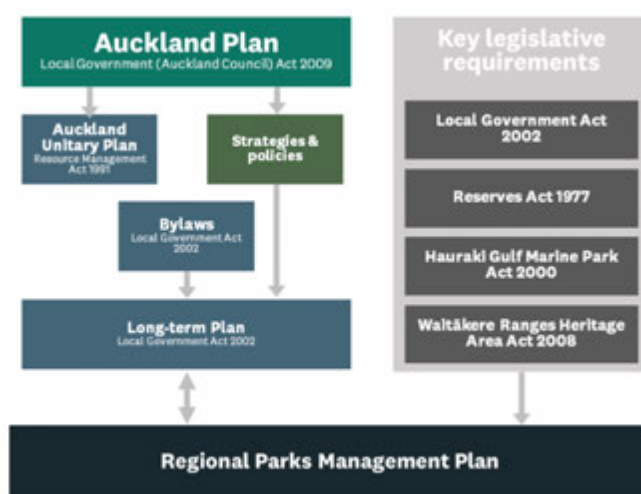 Auckland Plan
Local Government (Auckland Council) Act 2009
Auckland
Unitary Plan
Resource Management
Act 1991
Strategies &
policies
Bylaws
Local Government Act
2002
Long-term Plan
Local Government Act 2002
Key legislative
requirements
Local Government Act
2002
Reserves Act 1977
Hauraki Gulf Marine Park
Act 2000
Waitākere Ranges Heritage
Area Act 2008
Regional Parks Management Plan